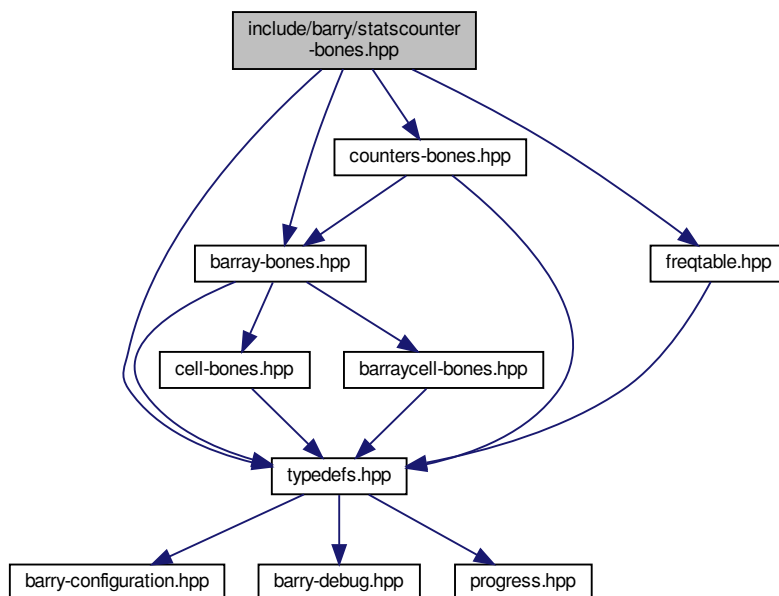 include/barry/statscounter
-bones.hpp
counters-bones.hpp
barray-bones.hpp
freqtable.hpp
cell-bones.hpp
barraycell-bones.hpp
typedefs.hpp
barry-configuration.hpp
barry-debug.hpp
progress.hpp